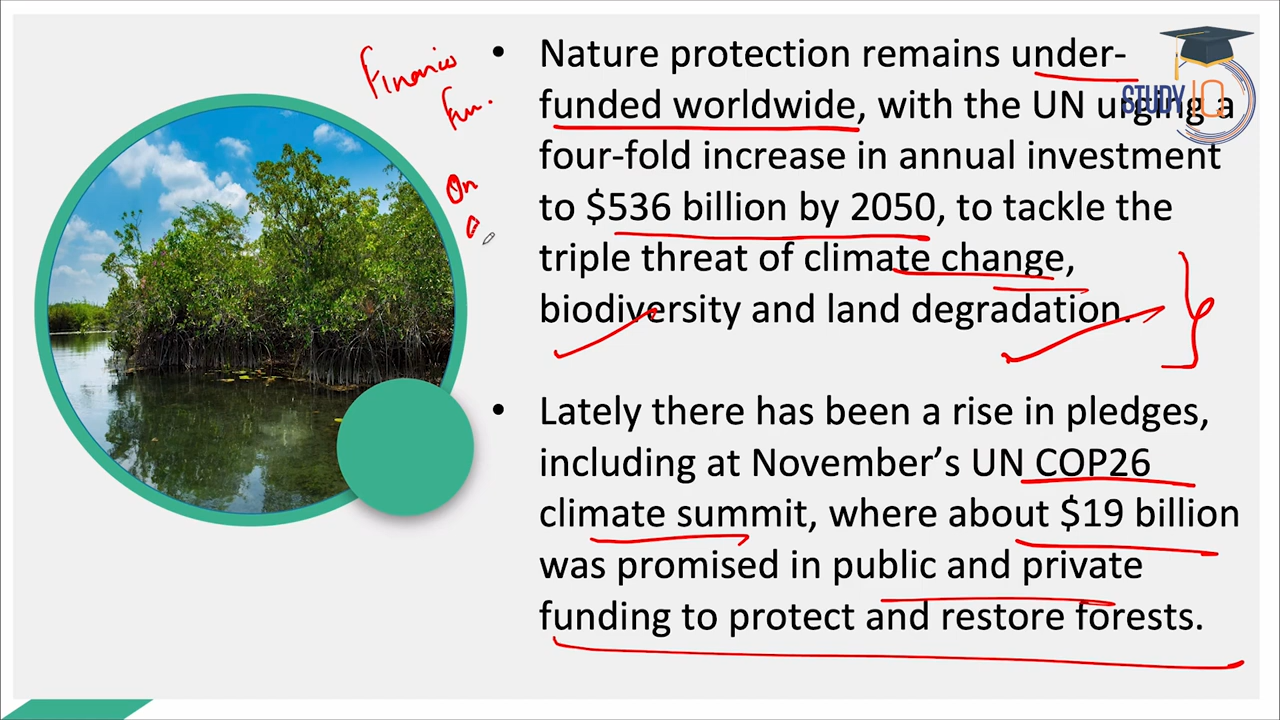 • Nature protection remains under-
funded worldwide, with the UN urging a
four-fold increase in annual investment
to $536 billion by 2050, to tackle the
triple threat of climate change,
biodiversity and land degradation.
• Lately there has been a rise in pledges,
including at November’s UN COP26
climate summit, where about $19 billion
was promised in public and private
funding to protect and restore forests.
STUDY IQ
On